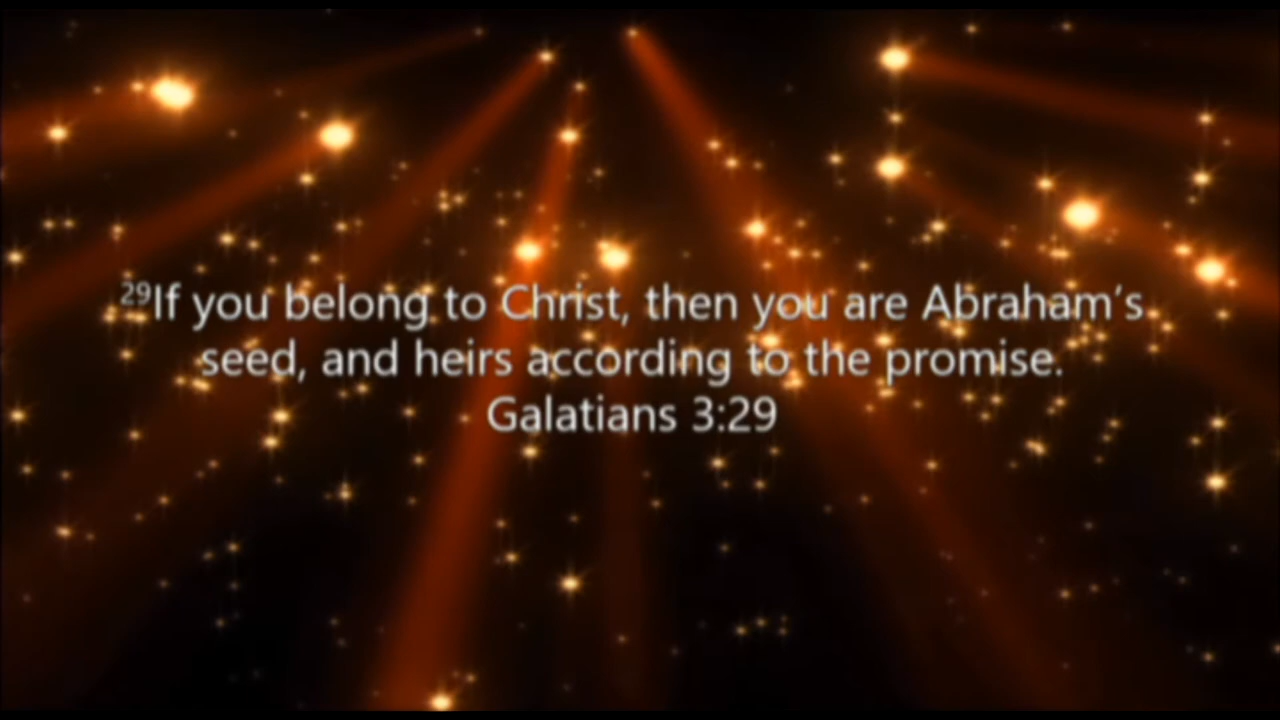 ²⁹If you belong to Christ, then you are Abraham’s
seed, and heirs according to the promise.
Galatians 3:29